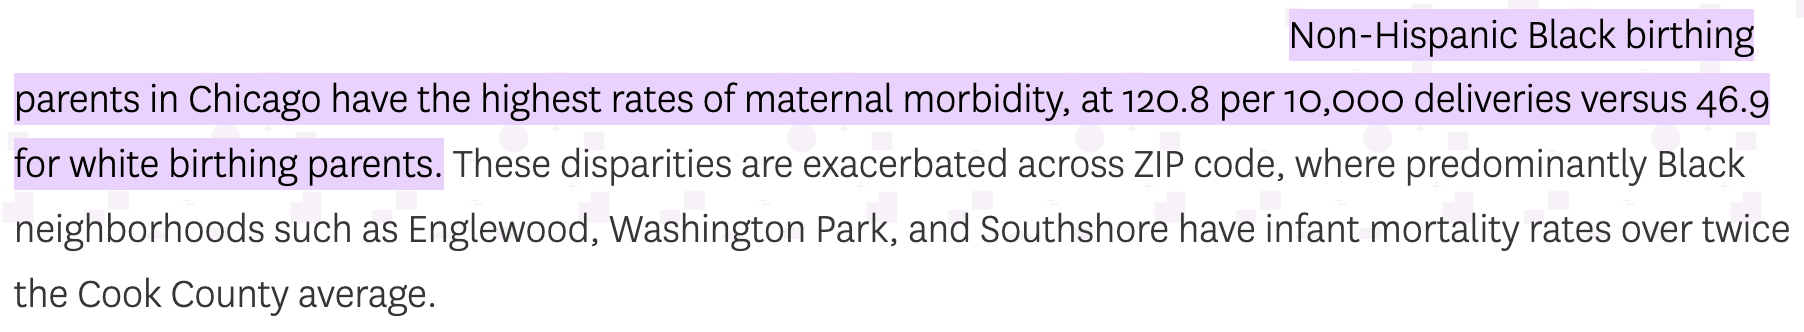 Non-Hispanic Black birthing
parents in Chicago have the highest rates of maternal morbidity, at 120.8 per 10,000 deliveries versus 46.9
for white birthing parents. These disparities are exacerbated across ZIP code, where predominantly Black
neighborhoods such as Englewood, Washington Park, and Southshore have infant mortality rates over twice
the Cook County average.